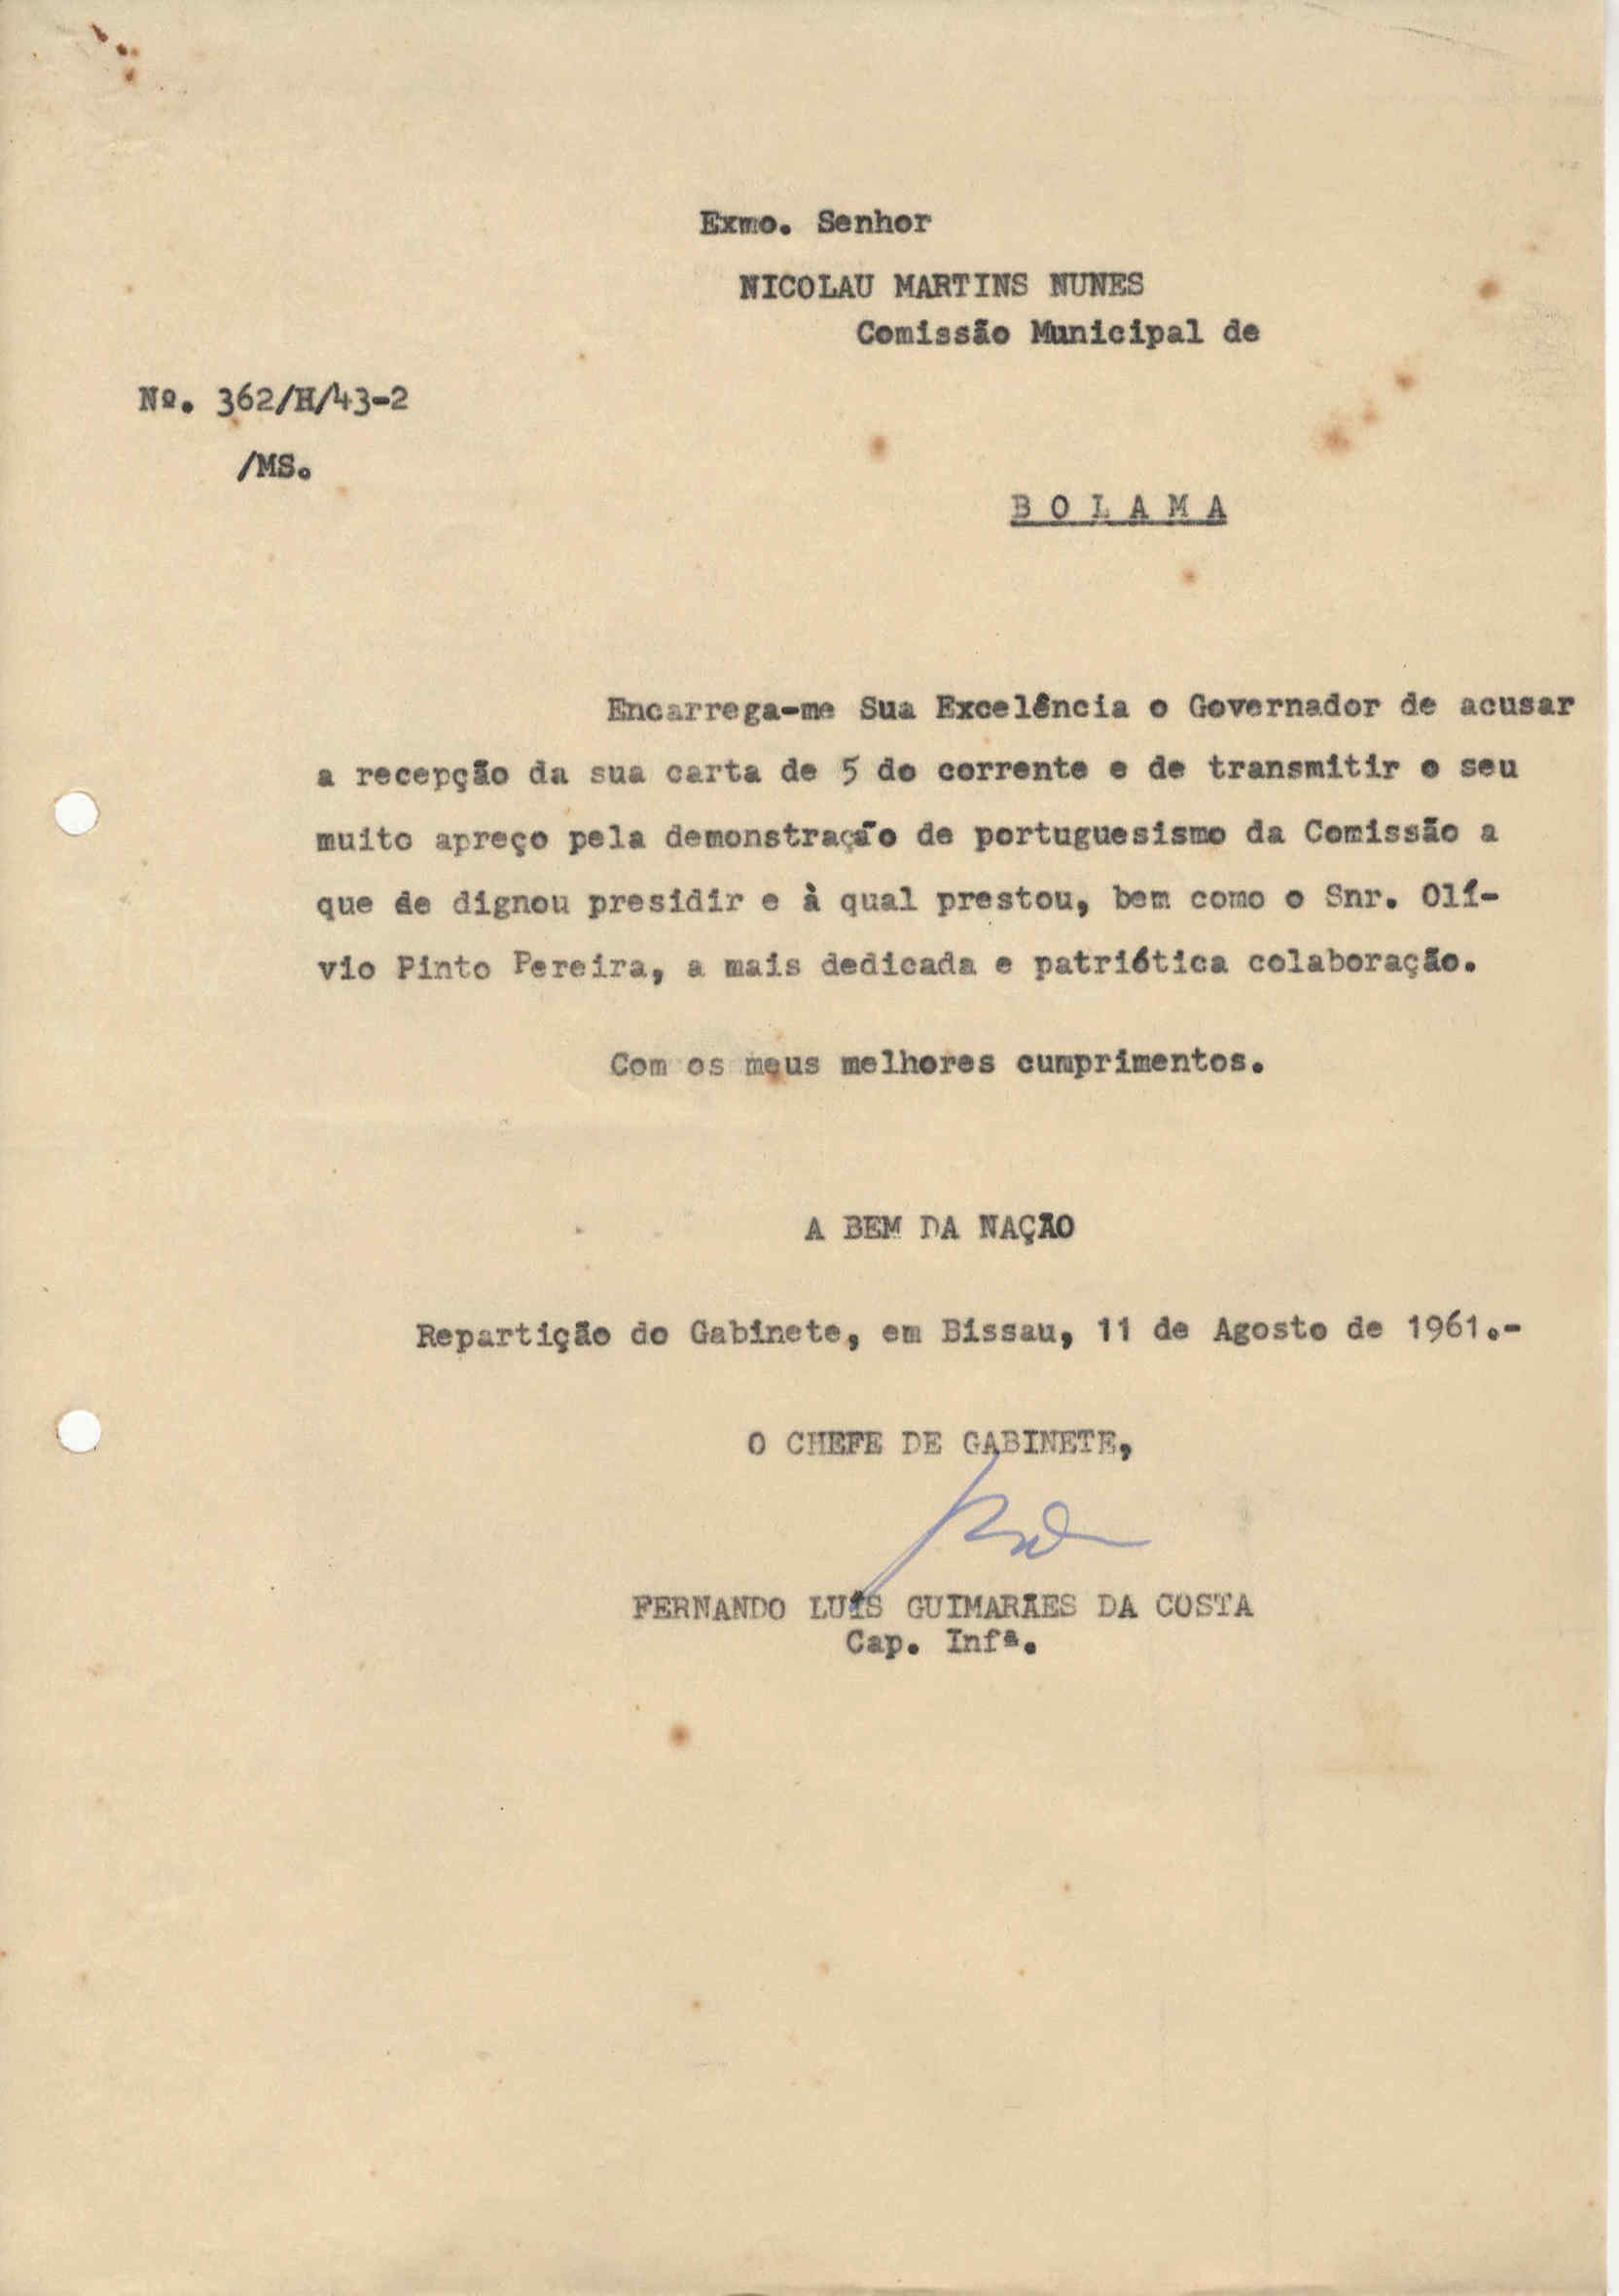 Exmo. Senhor
NICOLAU MARTINS NUNES
Comissão Municipal de
Nº. 362/H/43-2
/MS.
B O L A M A
Encarrega-me Sua Excelência o Governador de acusar
a recepção da sua carta de 5 do corrente e de transmitir o seu
muito apreço pela demonstração de portuguesismo da Comissão a
que se dignou presidir e à qual prestou, bem como o Snr. Olí-
vio Pinto Pereira, a mais dedicada e patriótica colaboração.
Com os meus melhores cumprimentos.
A BEM DA NAÇÃO
Repartição do Gabinete, em Bissau, 11 de Agosto de 1961.-
O CHEFE DE GABINETE,
FERNANDO LUÍS GUIMARÃES DA COSTA
Cap. Infª.